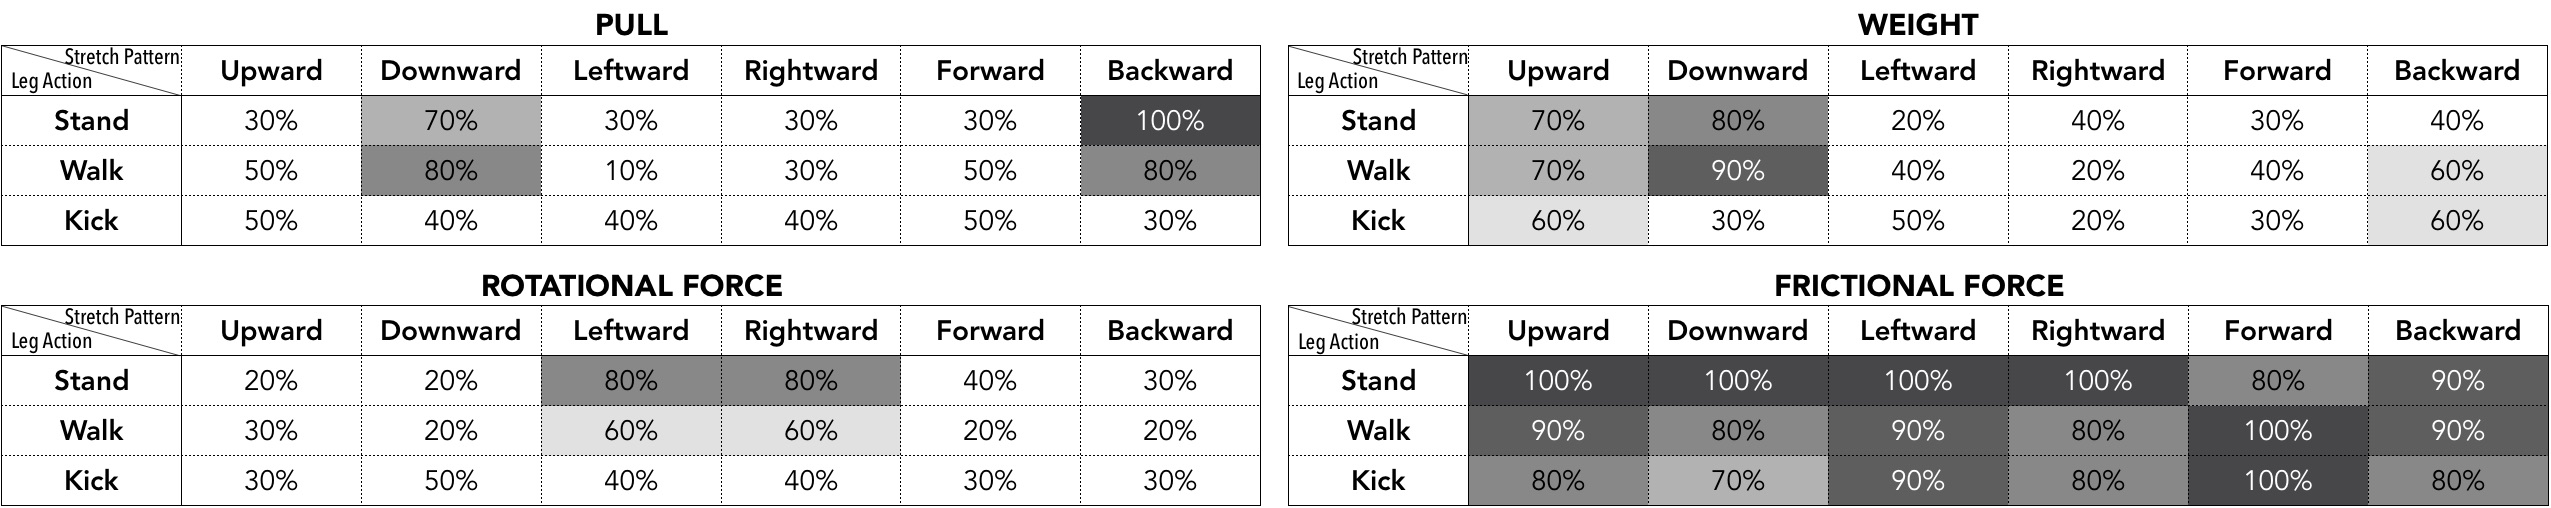 PULL
Stretch Pattern
Leg Action
Upward Downward Leftward Rightward Forward Backward
Stand 30% 70% 30% 30% 30% 100%
Walk 50% 80% 10% 30% 50% 80%
Kick 50% 40% 40% 40% 50% 30%
WEIGHT
Stretch Pattern
Leg Action
Upward Downward Leftward Rightward Forward Backward
Stand 70% 80% 20% 40% 30% 40%
Walk 70% 90% 40% 20% 40% 60%
Kick 60% 30% 50% 20% 30% 60%
ROTATIONAL FORCE
Stretch Pattern
Leg Action
Upward Downward Leftward Rightward Forward Backward
Stand 20% 20% 80% 80% 40% 30%
Walk 30% 20% 60% 60% 20% 20%
Kick 30% 50% 40% 40% 30% 30%
FRICTIONAL FORCE
Stretch Pattern
Leg Action
Upward Downward Leftward Rightward Forward Backward
Stand 100% 100% 100% 100% 80% 90%
Walk 90% 80% 90% 80% 100% 90%
Kick 80% 70% 90% 80% 100% 80%